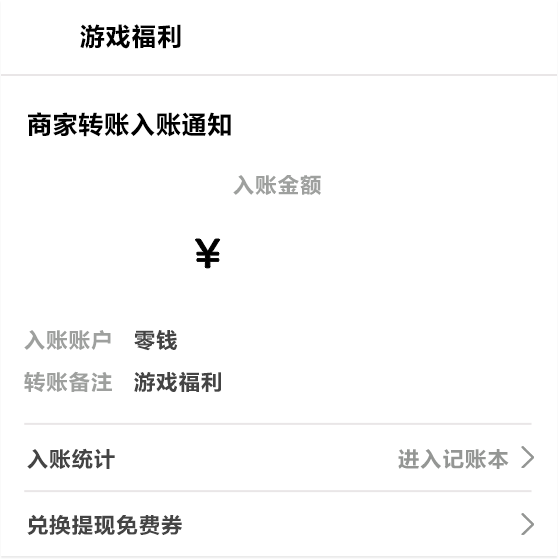 游戏福利
商家转账入账通知
入账金额
¥
入账账户 零钱
转账备注 游戏福利
入账统计 进入记账本
兑换提现免费券